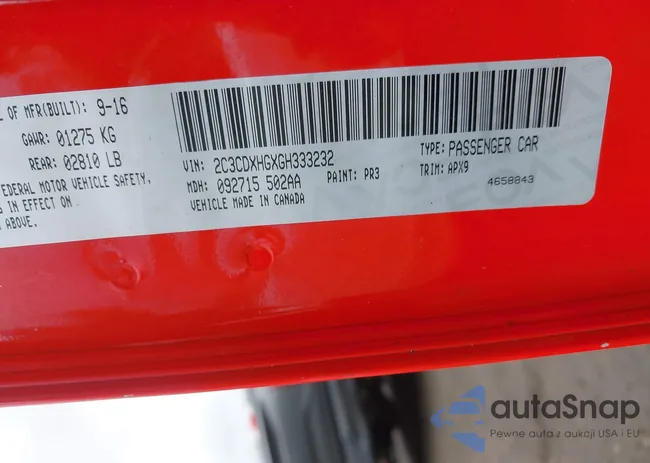 OF MFR(BUILT): 9-16
GAWR: 01275 KG
REAR: 02810 LB
FEDERAL MOTOR VEHICLE SAFETY,
IN EFFECT ON
ABOVE.
VIN: 2C3CDXHGXGH333232
TYPE: PASSENGER CAR
MDH: 092715 502AA
PAINT: PR3
TRIM: APX9
VEHICLE MADE IN CANADA
4658843
autaSnap
Pewne auta z aukcji USA i EU